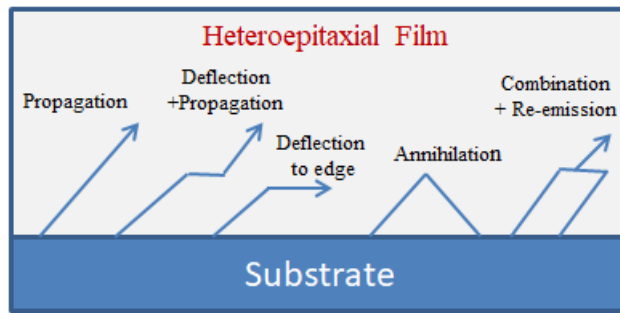 Heteroepitaxial Film
Propagation
Deflection
+Propagation
Deflection
to edge
Annihilation
Combination
+ Re-emission
Substrate